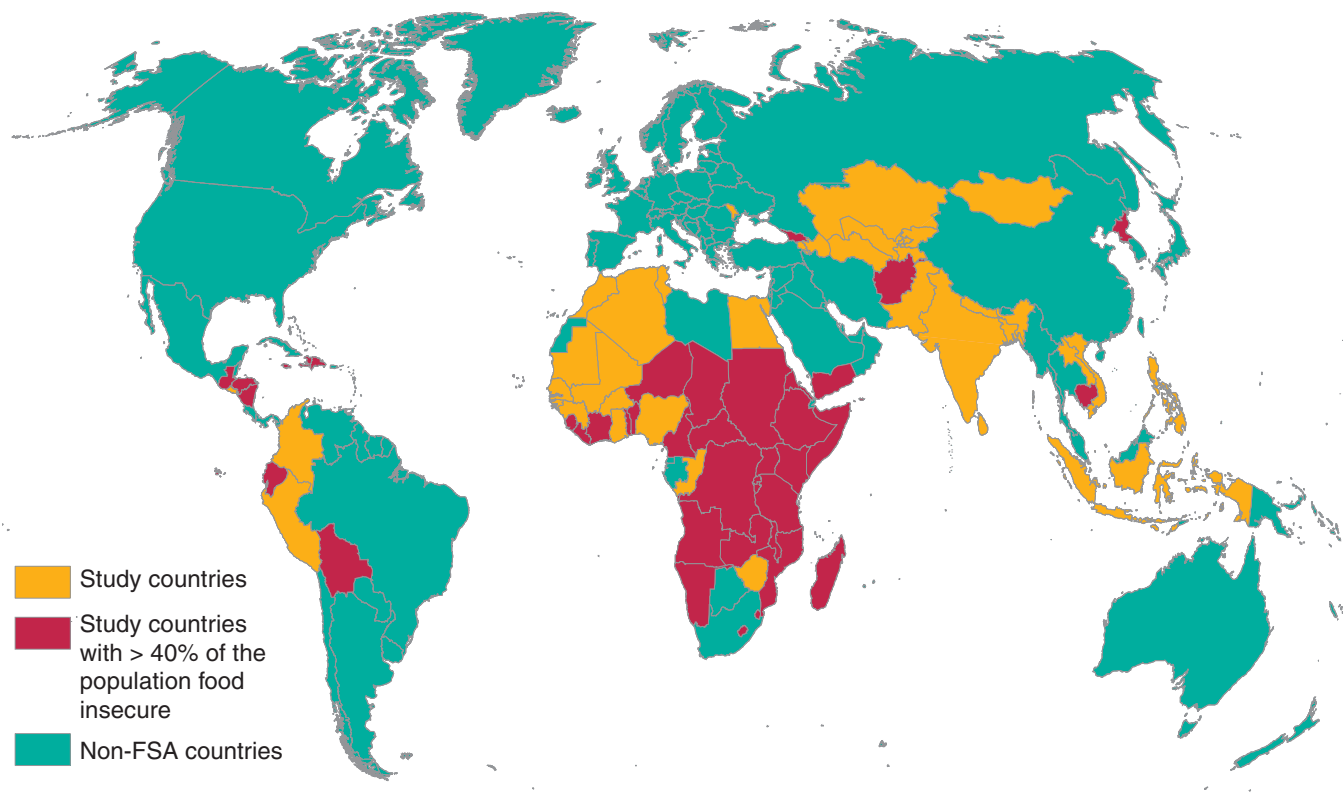 Study countries
Study countries
with > 40% of the
population food
insecure
Non-FSA countries